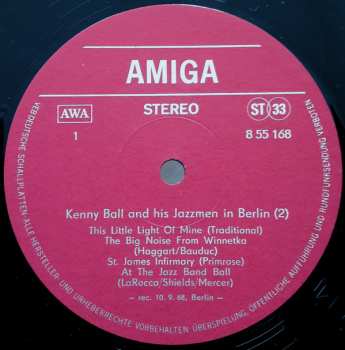 AMIGA
AWA
STEREO
ST 33
1
8 55 168
Kenny Ball and his Jazzmen in Berlin (2)
This Little Light Of Mine (Traditional)
The Big Noise From Winnetka
(Haggart/Bauduc)
St. James Infirmary (Primrose)
At The Jazz Band Ball
(LaRocca/Shields/Mercer)
– rec. 10. 9. 68, Berlin –
VEB DEUTSCHE SCHALLPLATTEN · ALLE HERSTELLER- UND URHEBERRECHTE VORBEHALTEN ÜBERSPIELUNG, ÖFFENTLICHE AUFFÜHRUNG UND RUNDFUNKSENDUNG VERBOTEN